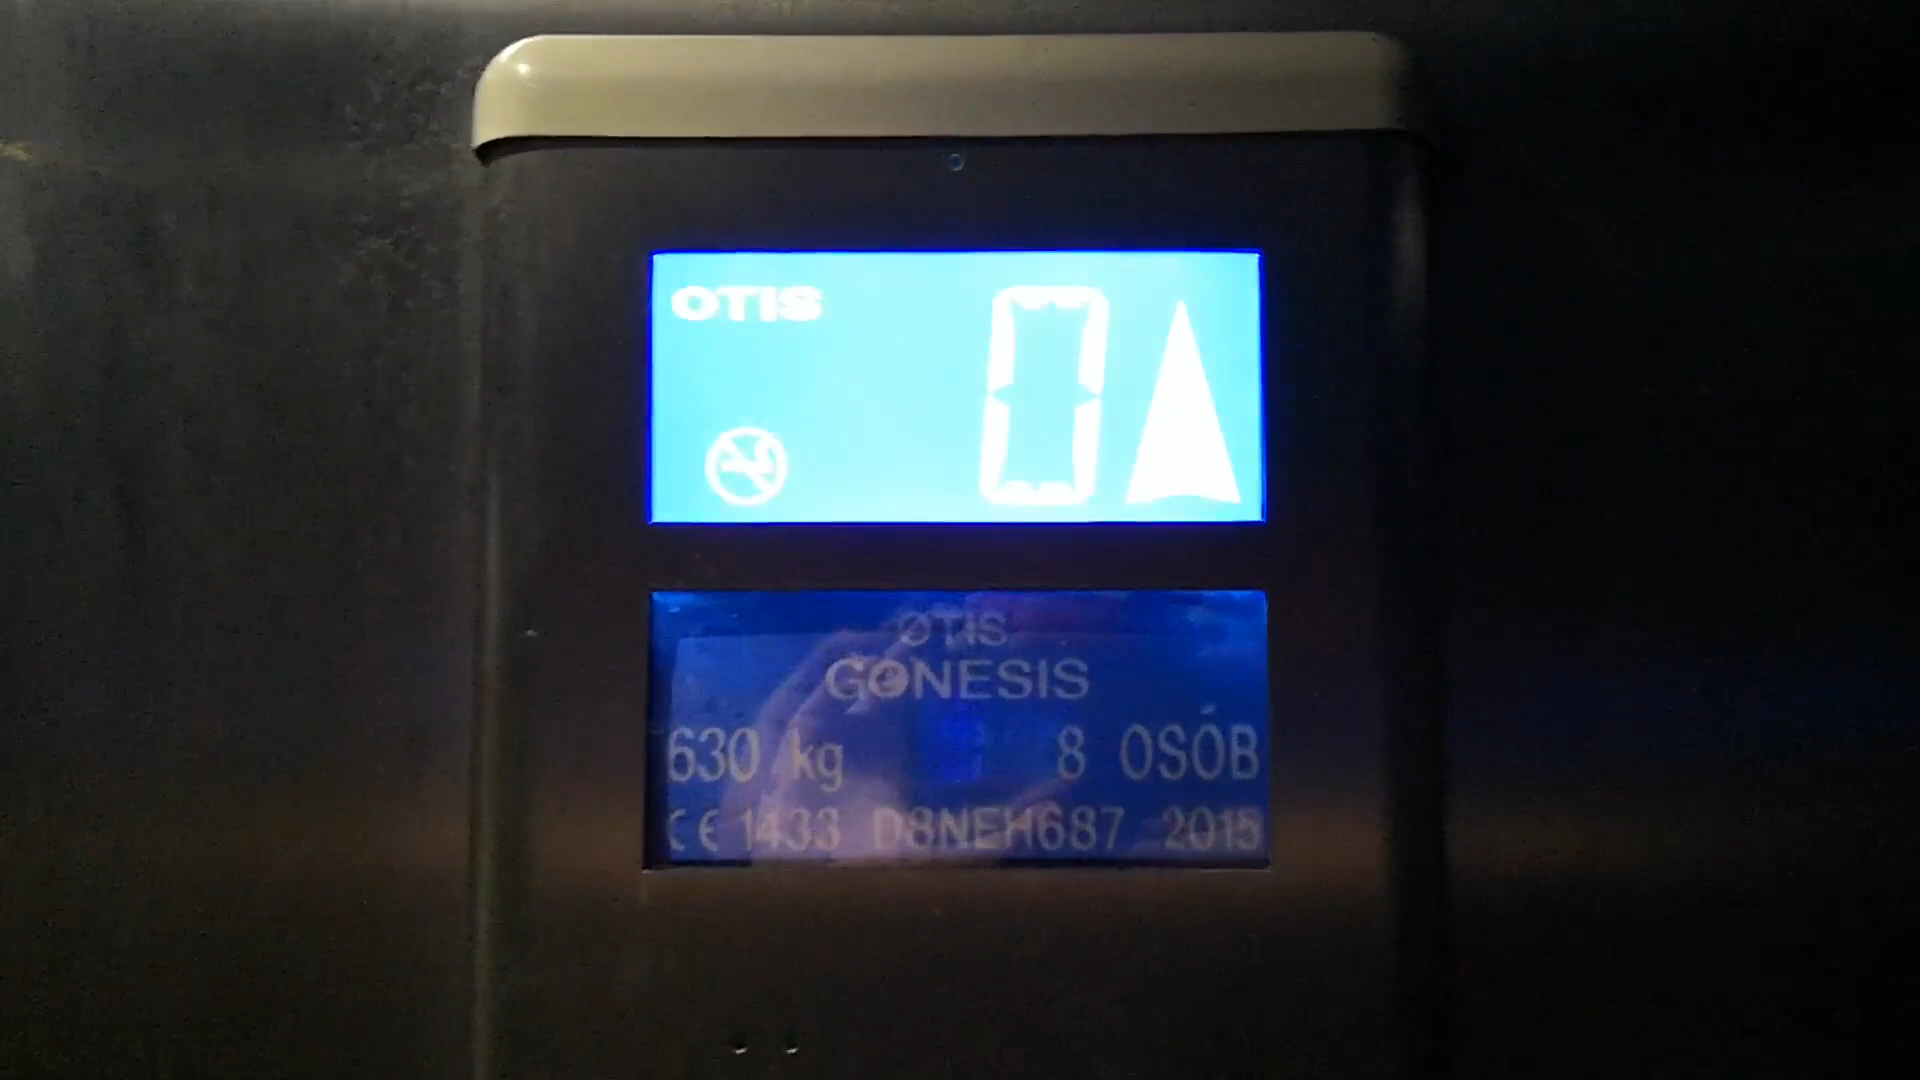 OTIS
0
OTIS
GONESIS
630 kg 8 OSÓB
CE 1433 D8NEH687 2015